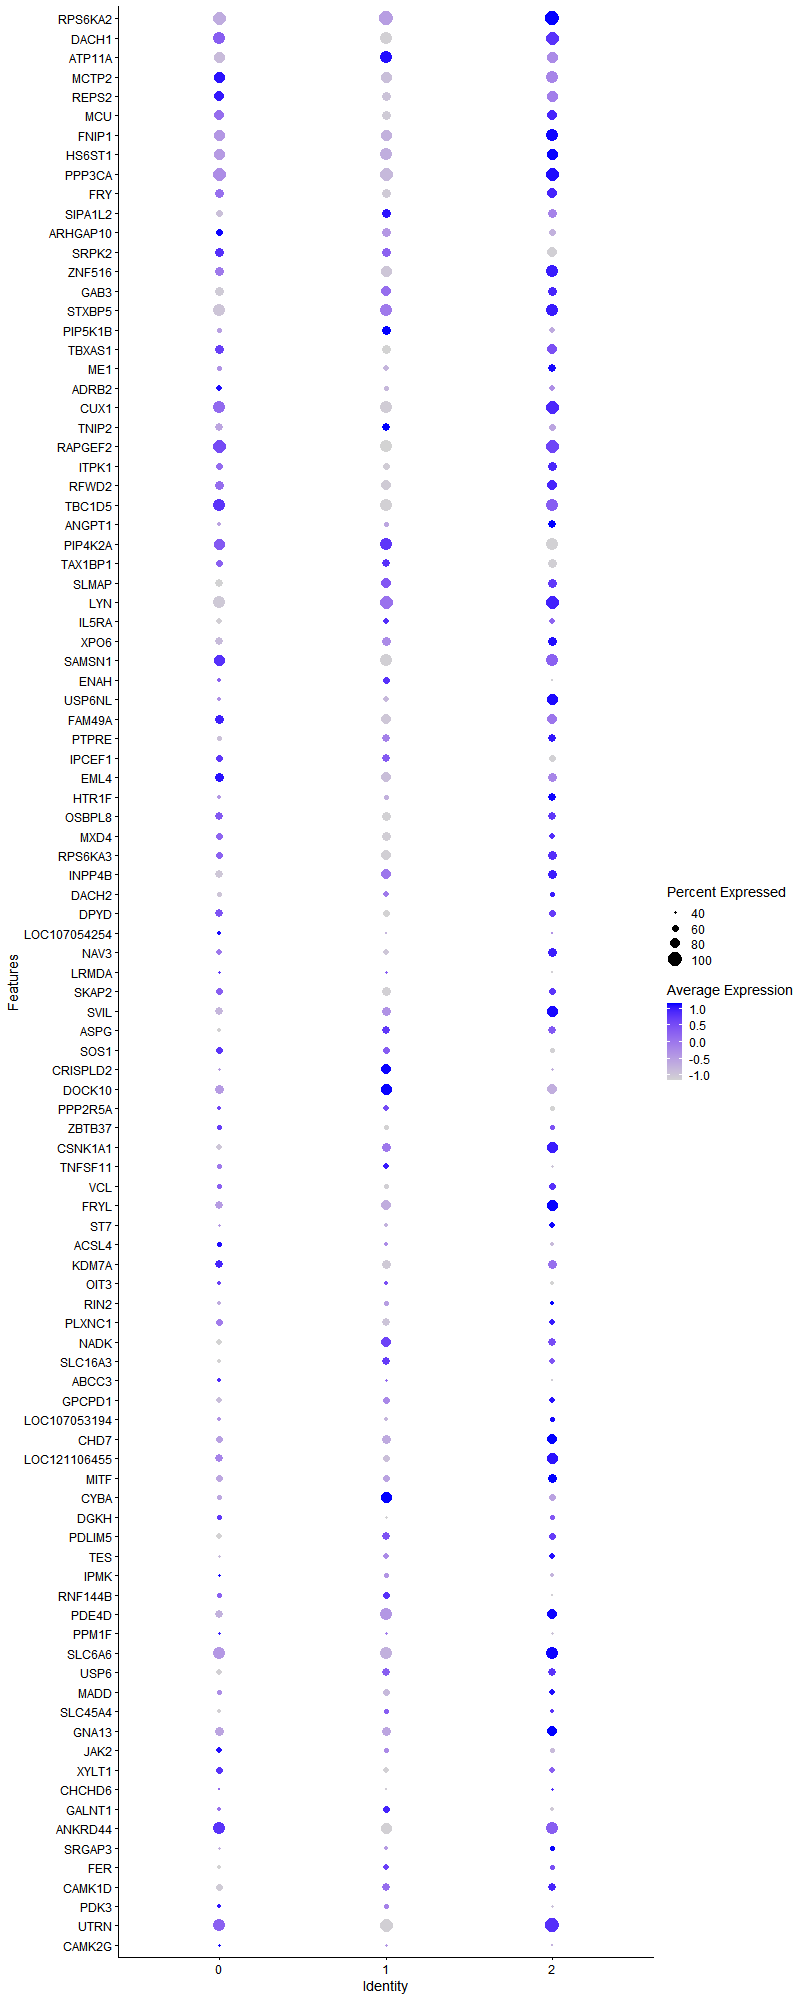 RPS6KA2
DACH1
ATP11A
MCTP2
REPS2
MCU
FNIP1
HS6ST1
PPP3CA
FRY
SIPA1L2
ARHGAP10
SRPK2
ZNF516
GAB3
STXBP5
PIP5K1B
TBXAS1
ME1
ADRB2
CUX1
TNIP2
RAPGEF2
ITPK1
RFWD2
TBC1D5
ANGPT1
PIP4K2A
TAX1BP1
SLMAP
LYN
IL5RA
XPO6
SAMSN1
ENAH
USP6NL
FAM49A
PTPRE
IPCEF1
EML4
HTR1F
OSBPL8
MXD4
RPS6KA3
INPP4B
DACH2
DPYD
LOC107054254
NAV3
LRMDA
SKAP2
SVIL
ASPG
SOS1
CRISPLD2
DOCK10
PPP2R5A
ZBTB37
CSNK1A1
TNFSF11
VCL
FRYL
ST7
ACSL4
KDM7A
OIT3
RIN2
PLXNC1
NADK
SLC16A3
ABCC3
GPCPD1
LOC107053194
CHD7
LOC121106455
MITF
CYBA
DGKH
PDLIM5
TES
IPMK
RNF144B
PDE4D
PPM1F
SLC6A6
USP6
MADD
SLC45A4
GNA13
JAK2
XYLT1
CHCHD6
GALNT1
ANKRD44
SRGAP3
FER
CAMK1D
PDK3
UTRN
CAMK2G
Features
0 1 2
Identity
Percent Expressed
40
60
80
100
Average Expression
1.0
0.5
0.0
-0.5
-1.0